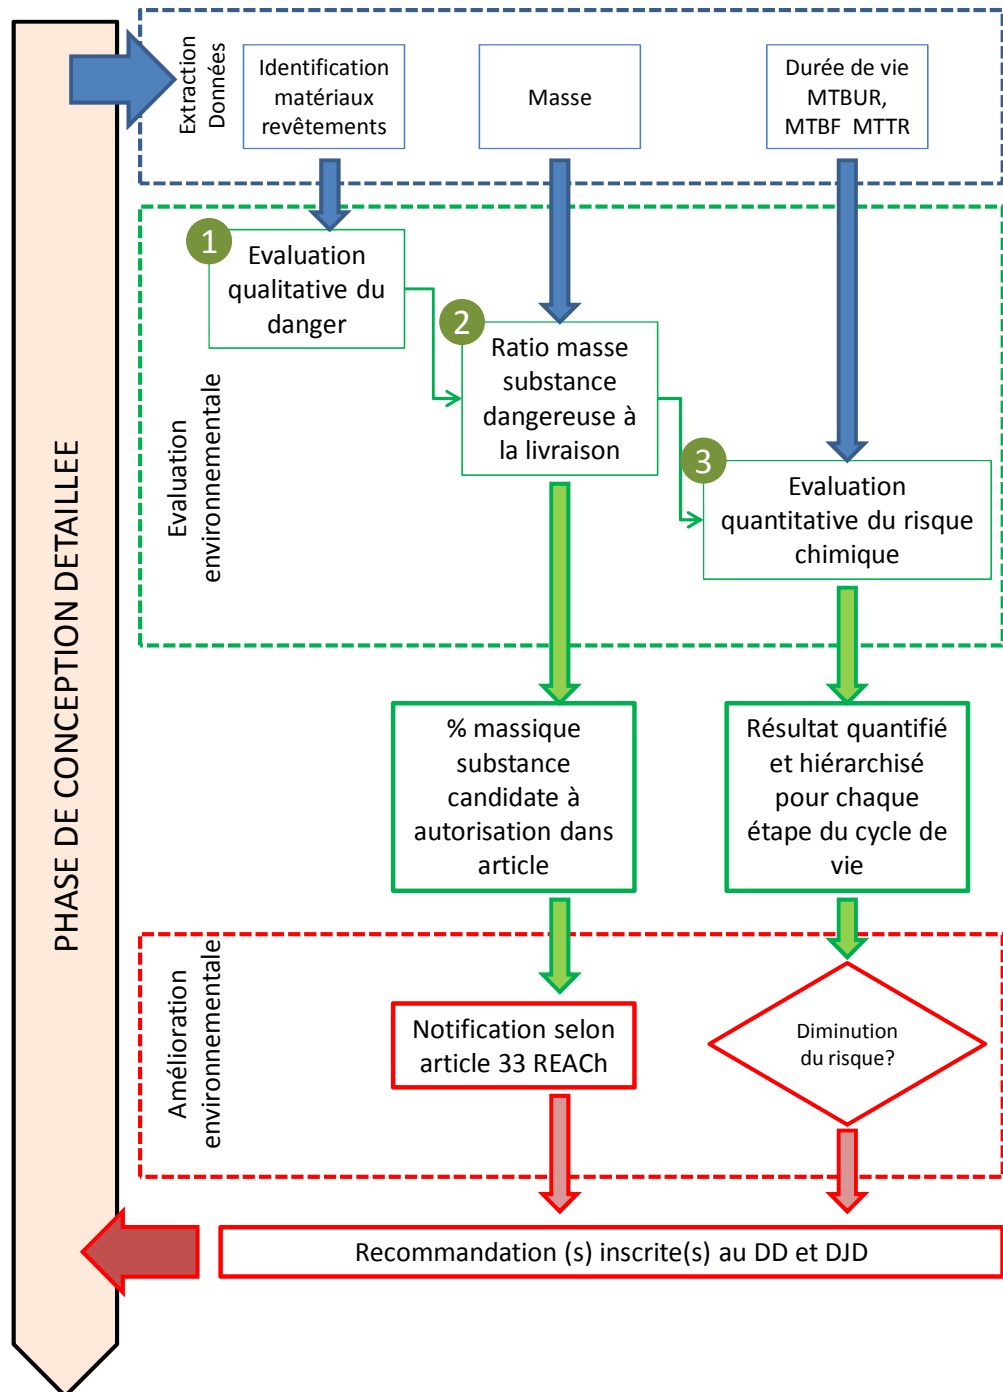 PHASE DE CONCEPTION DETAILLEE
Extraction
Données
Identification
matériaux
revêtements
Masse
Durée de vie
MTBUR,
MTBF MTTR
Evaluation
environnementale
1
Evaluation
qualitative du
danger
2
Ratio masse
substance
dangereuse à
la livraison
3
Evaluation
quantitative du risque
chimique
% massique
substance
candidate à
autorisation dans
article
Résultat quantifié
et hiérarchisé
pour chaque
étape du cycle de
vie
Amélioration
environnementale
Notification selon
article 33 REACh
Diminution
du risque?
Recommandation (s) inscrite(s) au DD et DJD